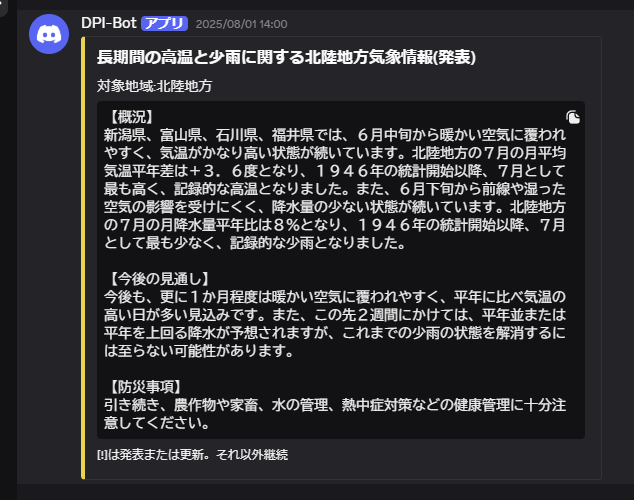 DPI-Bot アプリ 2025/08/01 14:00
長期間の高温と少雨に関する北陸地方気象情報(発表)
対象地域:北陸地方
【概況】
新潟県、富山県、石川県、福井県では、６月中旬から暖かい空気に覆われ
やすく、気温がかなり高い状態が続いています。北陸地方の７月の月平均
気温平年差は＋３．６度となり、１９４６年の統計開始以降、７月として
最も高く、記録的な高温となりました。また、６月下旬から前線や湿った
空気の影響を受けにくく、降水量の少ない状態が続いています。北陸地方
の７月の月降水量平年比は８％となり、１９４６年の統計開始以降、７月
として最も少なく、記録的な少雨となりました。
【今後の見通し】
今後も、更に１か月程度は暖かい空気に覆われやすく、平年に比べ気温の
高い日が多い見込みです。また、この先２週間にかけては、平年並または
平年を上回る降水が予想されますが、これまでの少雨の状態を解消するに
は至らない可能性があります。
【防災事項】
引き続き、農作物や家畜、水の管理、熱中症対策などの健康管理に十分注
意してください。
[!]は発表または更新。それ以外継続